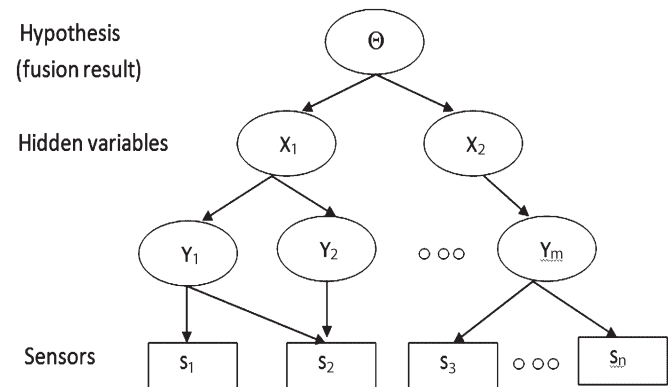 Hypothesis
(fusion result)
Θ
Hidden variables
X₁
X₂
Y₁
Y₂
Yₘ
Sensors
s₁
s₂
s₃
sₙ